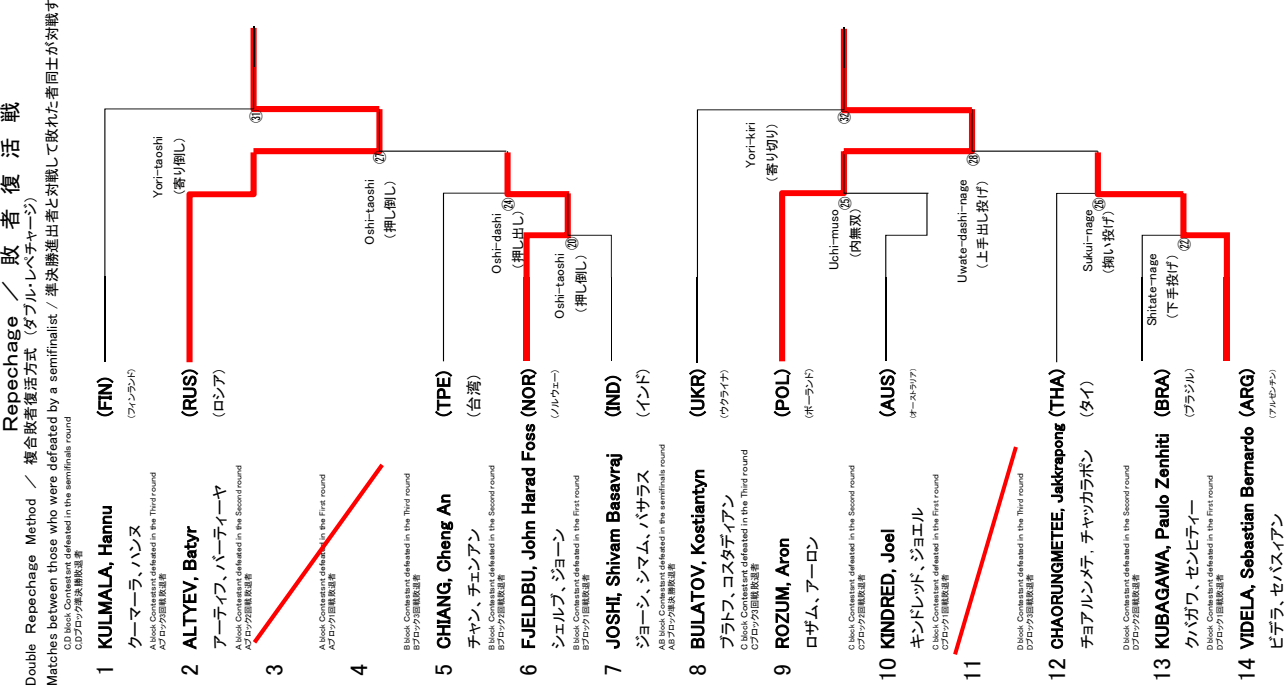 Repechage ／ 敗 者 復 活 戦
Double Repechage Method ／ 複合敗者復活方式 （ダブル・レペチャージ）
Matches between those who were defeated by a semifinalist / 準決勝進出者と対戦して敗れた者同士が対戦す
C,D block Contestant defeated in the semifinals round
C,Dブロック準決勝敗退者
1 KULMALA, Hannu (FIN)
クーマーラ、ハンヌ （フィンランド）
A block Contestant defeated in the Third round
Aブロック3回戦敗退者
2 ALTYEV, Batyr (RUS)
アーティフ、バーティーヤ （ロシア）
A block Contestant defeated in the Second round
Aブロック2回戦敗退者
3
A block Contestant defeated in the First round
Aブロック1回戦敗退者
4
B block Contestant defeated in the Third round
Bブロック3回戦敗退者
5 CHIANG, Cheng An (TPE)
チャン、チェンアン （台湾）
B block Contestant defeated in the Second round
Bブロック2回戦敗退者
6 FJELDBU, John Harad Foss (NOR)
シェルブ、ジョーン （ノルウェー）
B block Contestant defeated in the First round
Bブロック1回戦敗退者
7 JOSHI, Shivam Basavraj (IND)
ジョーシ、シマム、バサラス （インド）
A,B block Contestant defeated in the semifinals round
A,Bブロック準決勝敗退者
8 BULATOV, Kostiantyn (UKR)
ブラトフ、コスタディアン （ウクライナ）
C block Contestant defeated in the Third round
Cブロック3回戦敗退者
9 ROZUM, Aron (POL)
ロザム、アーロン （ポーランド）
C block Contestant defeated in the Second round
Cブロック2回戦敗退者
10 KINDRED, Joel (AUS)
キンドレッド、ジョエル （オーストラリア）
C block Contestant defeated in the First round
Cブロック1回戦敗退者
11
D block Contestant defeated in the Third round
Dブロック3回戦敗退者
12 CHAORUNGMETEE, Jakkrapong (THA)
チョアルンメテ、チャッカラポン （タイ）
D block Contestant defeated in the Second round
Dブロック2回戦敗退者
13 KUBAGAWA, Paulo Zenhiti (BRA)
クバガワ、センヒティー （ブラジル）
D block Contestant defeated in the First round
Dブロック1回戦敗退者
14 VIDELA, Sebastian Bernardo (ARG)
ビデラ、セバスィアン （アルゼンチン）
Yori-taoshi
（寄り倒し）
㉛
Oshi-taoshi
（押し倒し）
㉗
Oshi-dashi
（押し出し）
㉔
Oshi-taoshi
（押し倒し）
⑳
Yori-kiri
（寄り切り）
㉜
Uchi-muso
（内無双）
㉕
Uwate-dashi-nage
（上手出し投げ）
㉘
Sukui-nage
（掬い投げ）
㉖
Shitate-nage
（下手投げ）
㉒